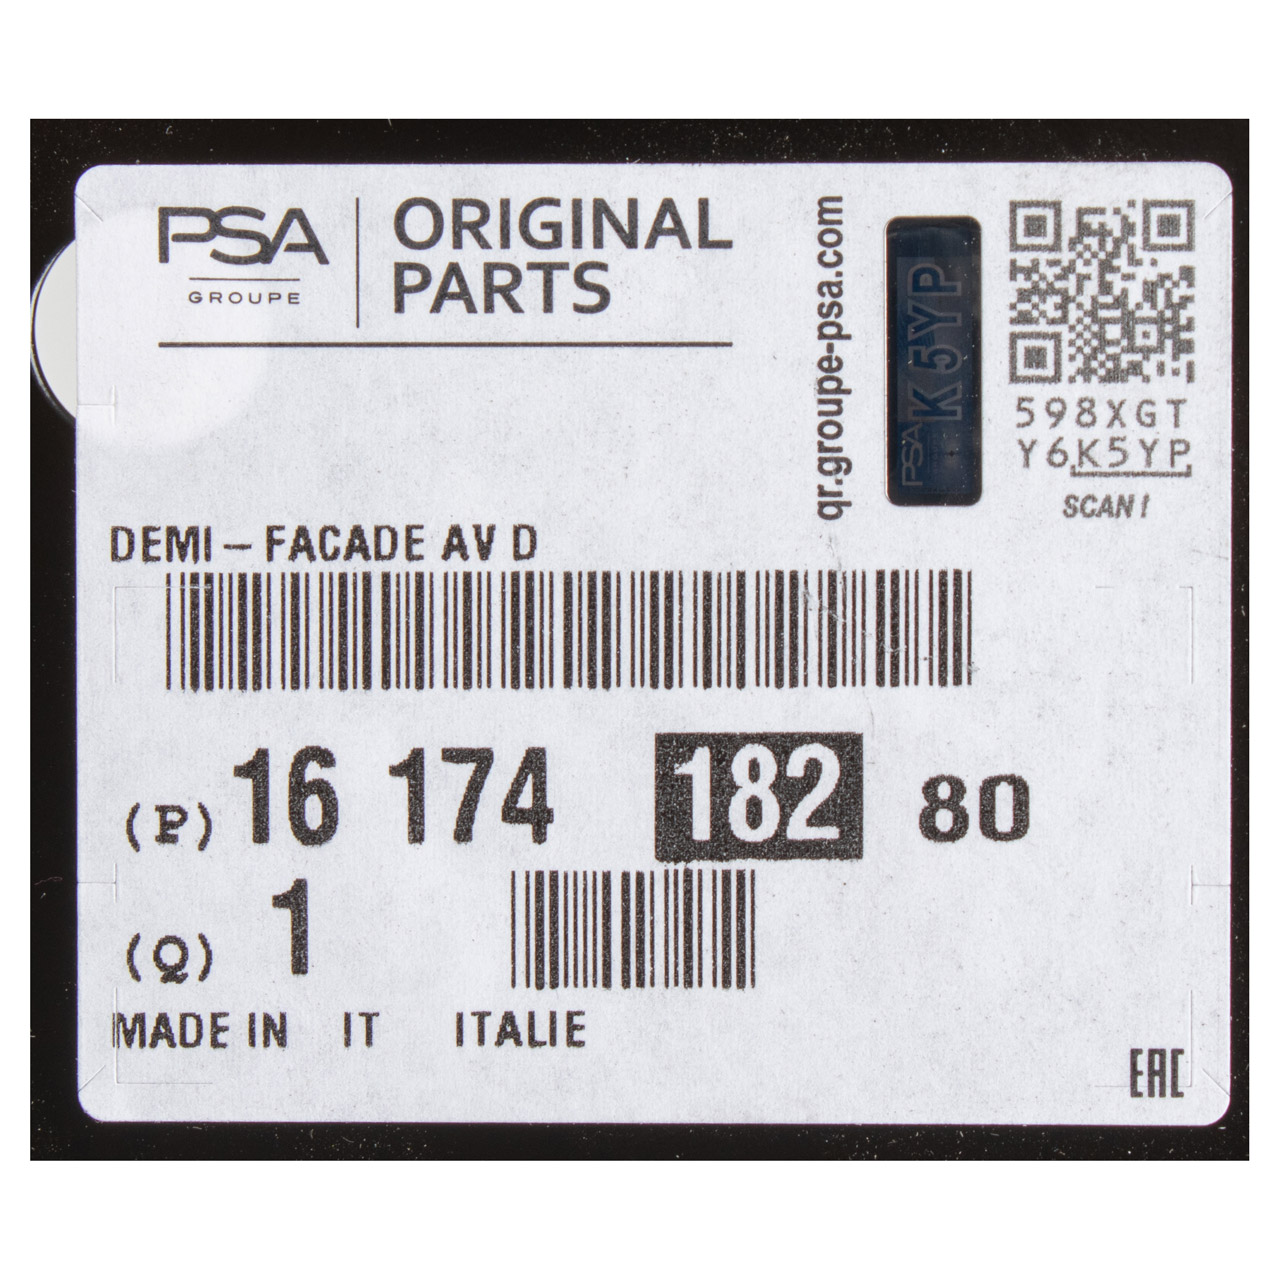 PSA
GROUPE
ORIGINAL
PARTS
qr.groupe-psa.com
PSA K5YP
598XGT
Y6K5YP
SCAN!
DEMI-FACADE AV D
(P) 16 174 182 80
(Q) 1
MADE IN IT ITALIE
EAC